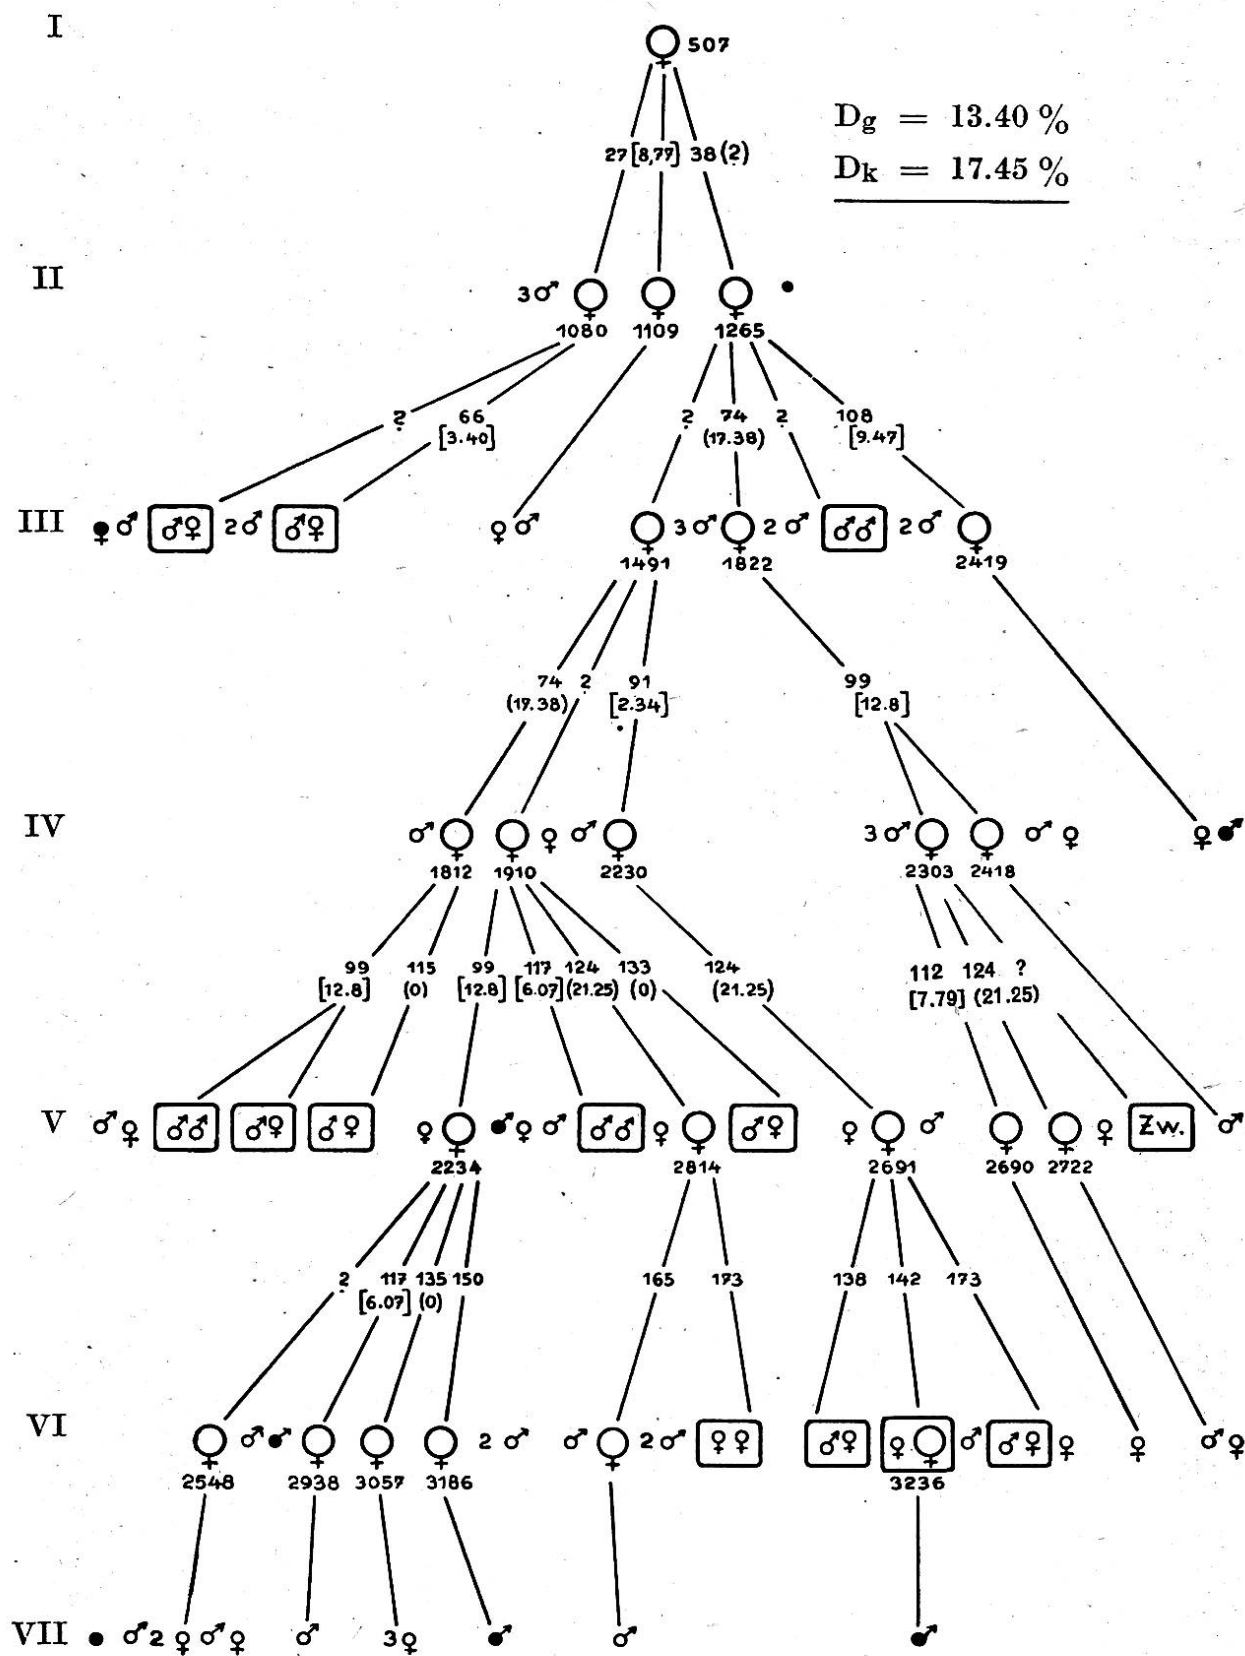 I
♀ 507
Dg = 13.40 %
Dk = 17.45 %
27 [8,77] 38 (?)
II 3♂ ♀ ♀ ♀ •
1080 1109 1265
? 66 ? 74 ? 108
[3.40] (17.38) [9.47]
III ♀ ♂ ♂♀ 2♂ ♂♀ ♀ ♂ ♀ 3♂ ♀ 2♂ ♂♂ 2♂ ♀
1491 1822 2419
74 ? 91 99
(17.38) [2.34] [12.8]
IV ♂ ♀ ♀ ♀ ♂ ♀ 3♂ ♀ ♀ ♂ ♀ ♀ ♂
1812 1910 2230 2303 2418
99 115 99 117 124 133 124 112 124 ?
[12.8] (0) [12.8] [6.07] (21.25) (0) (21.25) [7.79] (21.25)
V ♂ ♀ ♂♂ ♂♀ ♂♀ ♀ ♀ ♂ ♀ ♂ ♂♂ ♀ ♀ ♂♀ ♀ ♀ ♂ ♀ ♀ ♀ Zw. ♂
2234 2814 2691 2690 2722
? 117 135 150 165 173 138 142 173
[6.07] (0)
VI ♀ ♂ ♂ ♀ ♀ ♀ 2♂ ♂ ♀ 2♂ ♀♀ ♂♀ ♀♀ ♂ ♂♀ ♀ ♀ ♂ ♀
2548 2938 3057 3186 3236
VII • ♂ 2♀ ♂ ♀ ♂ 3♀ ♂ ♂ ♂